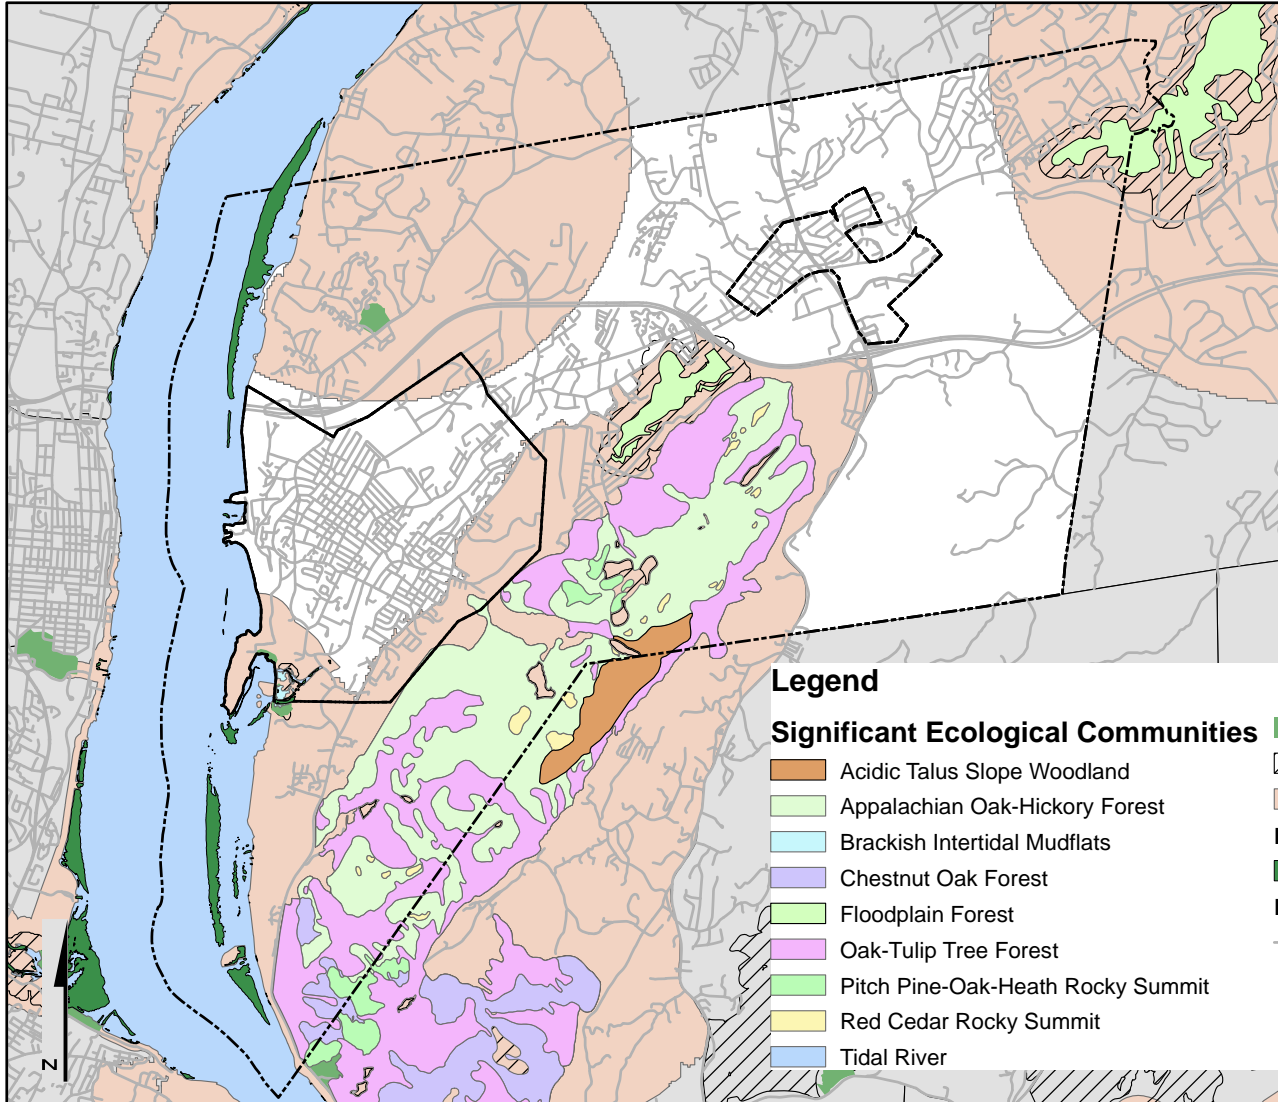 Legend
Significant Ecological Communities
Acidic Talus Slope Woodland
Appalachian Oak-Hickory Forest
Brackish Intertidal Mudflats
Chestnut Oak Forest
Floodplain Forest
Oak-Tulip Tree Forest
Pitch Pine-Oak-Heath Rocky Summit
Red Cedar Rocky Summit
Tidal River
N